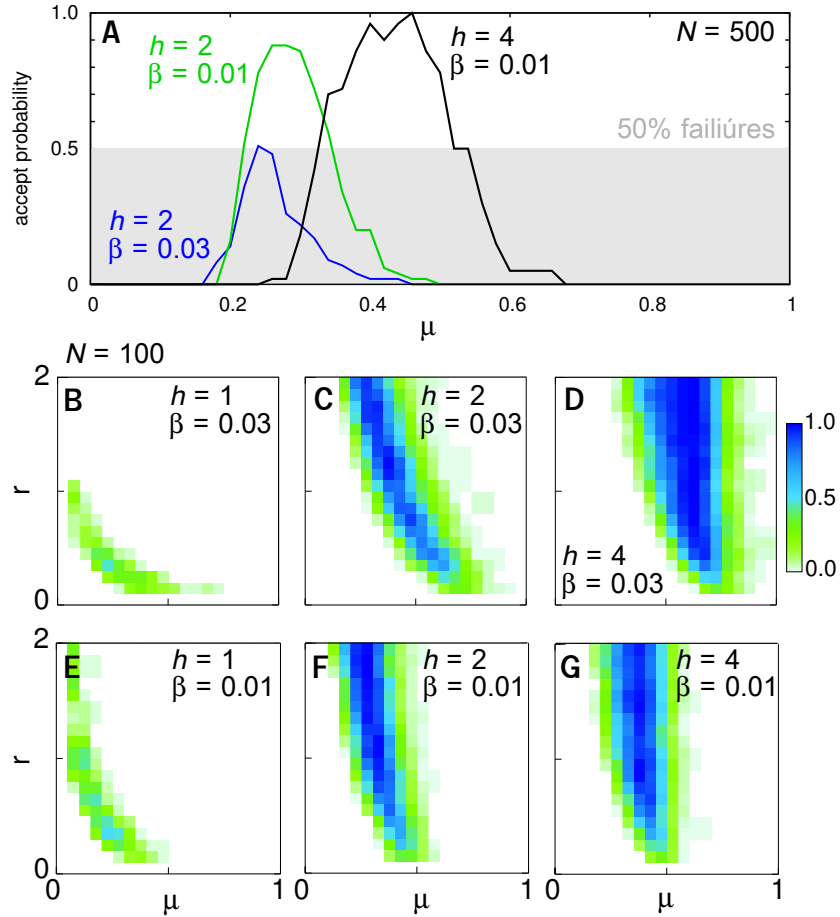 A
h = 2
β = 0.01
h = 4
β = 0.01
N = 500
50% failiúres
h = 2
β = 0.03
accept probability
1.0
0.5
0
0
0.2
0.4
0.6
0.8
1
μ
N = 100
B
h = 1
β = 0.03
C
h = 2
β = 0.03
D
h = 4
β = 0.03
2
r
0
1.0
0.5
0.0
E
h = 1
β = 0.01
F
h = 2
β = 0.01
G
h = 4
β = 0.01
2
r
0
0
μ
1
0
μ
1
0
μ
1